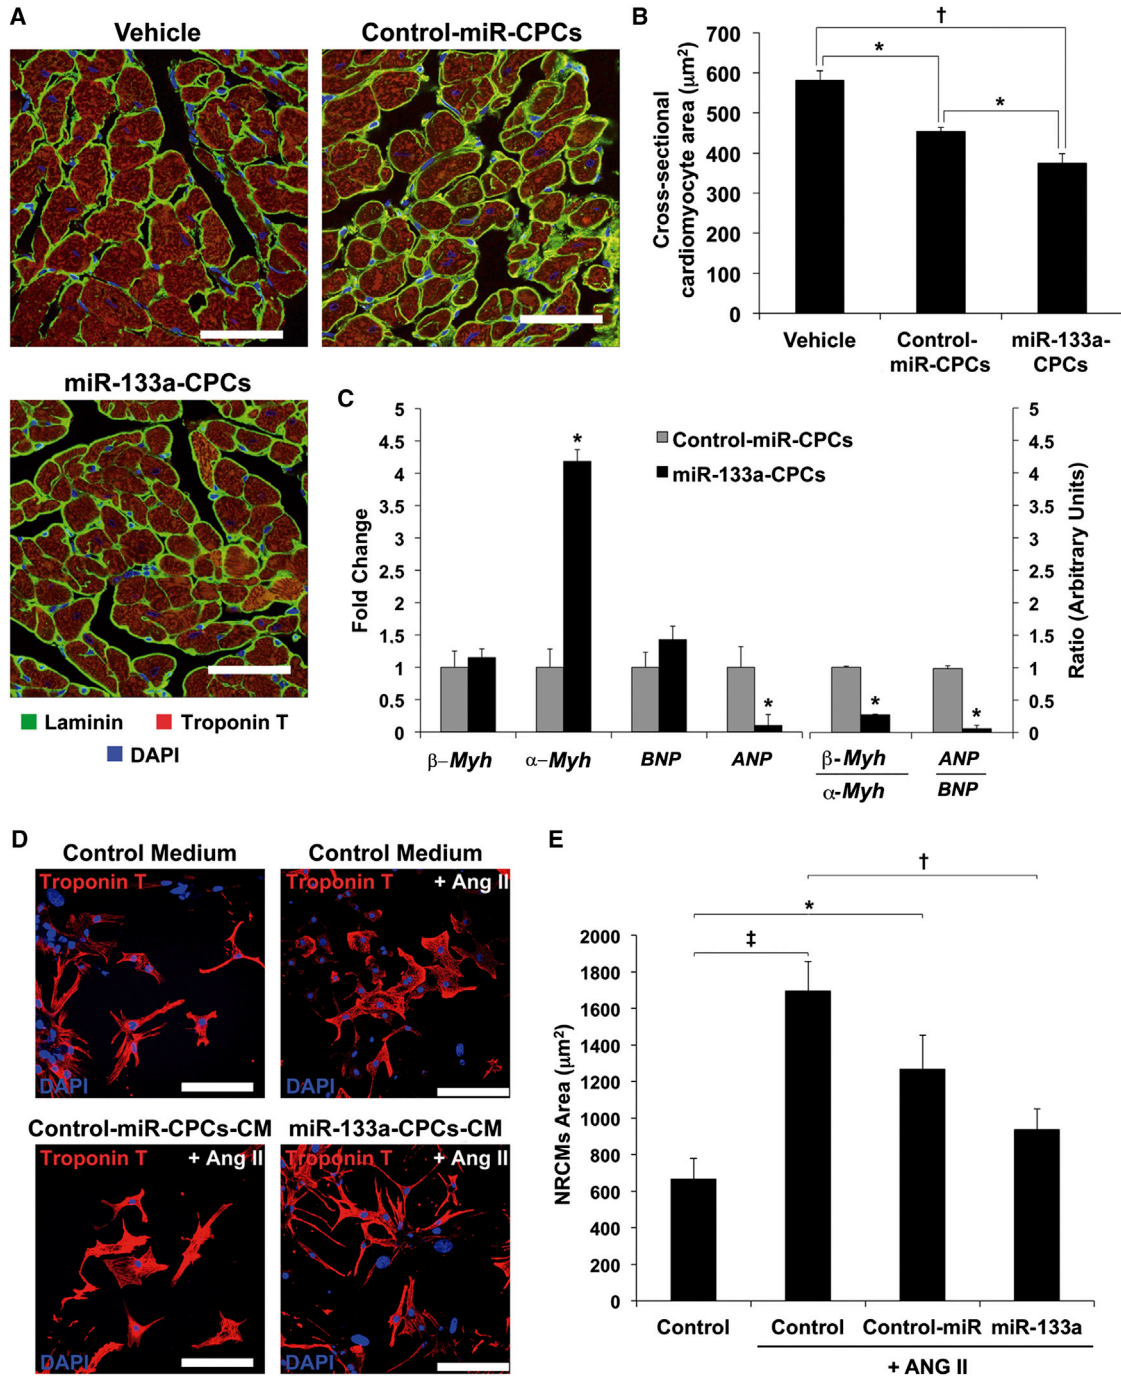 A
Vehicle
Control-miR-CPCs
miR-133a-CPCs
Laminin
Troponin T
DAPI
B
Cross-sectional
cardiomyocyte area (μm²)
700
600
500
400
300
200
100
0
†
*
*
Vehicle
Control-
miR-CPCs
miR-133a-
CPCs
C
Fold Change
5
4.5
4
3.5
3
2.5
2
1.5
1
0.5
0
Control-miR-CPCs
miR-133a-CPCs
*
*
*
*
5
4.5
4
3.5
3
2.5
2
1.5
1
0.5
0
Ratio (Arbitrary Units)
β–Myh
α–Myh
BNP
ANP
β-Myh
α-Myh
ANP
BNP
D
Control Medium
Troponin T
DAPI
Control Medium
Troponin T + Ang II
DAPI
Control-miR-CPCs-CM
Troponin T + Ang II
DAPI
miR-133a-CPCs-CM
Troponin T + Ang II
DAPI
E
NRCMs Area (μm²)
2000
1800
1600
1400
1200
1000
800
600
400
200
0
†
*
‡
Control
Control
Control-miR
miR-133a
+ ANG II